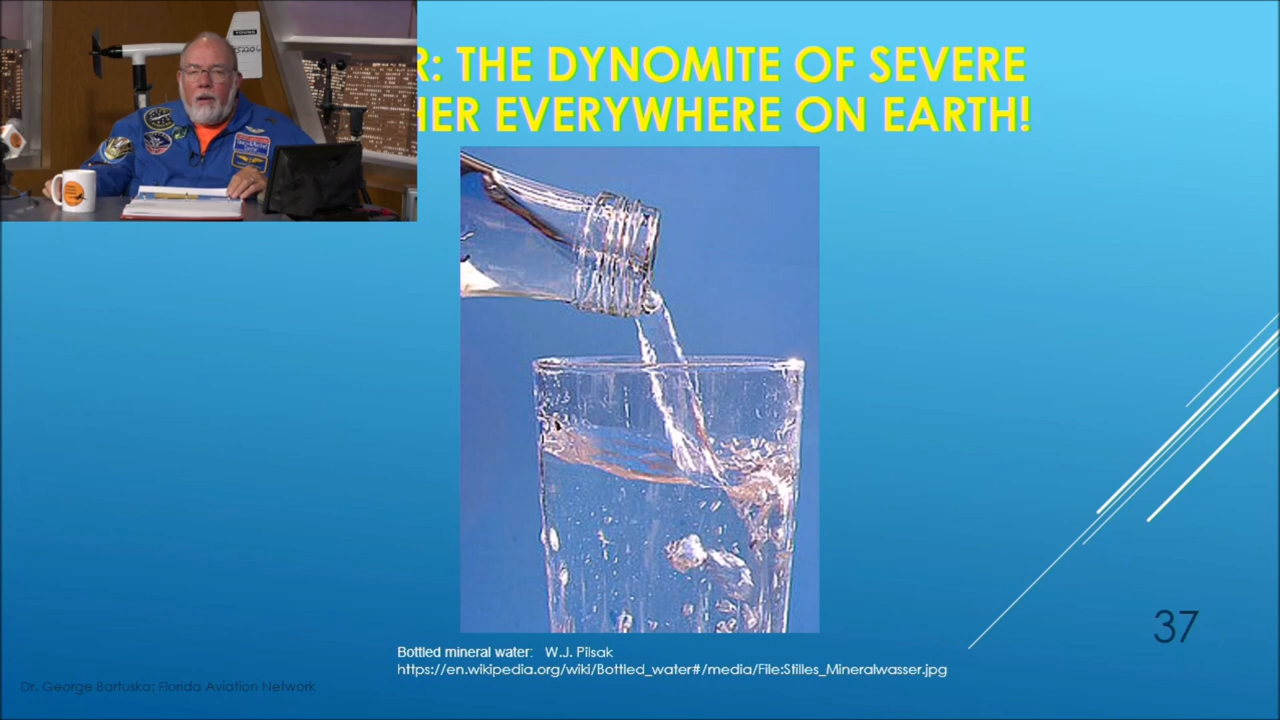 R: THE DYNOMITE OF SEVERE
HER EVERYWHERE ON EARTH!
YOUNG
Bottled mineral water: W.J. Pilsak
https://en.wikipedia.org/wiki/Bottled_water#/media/File:Stilles_Mineralwasser.jpg
37
Dr. George Bartuska; Florida Aviation Network